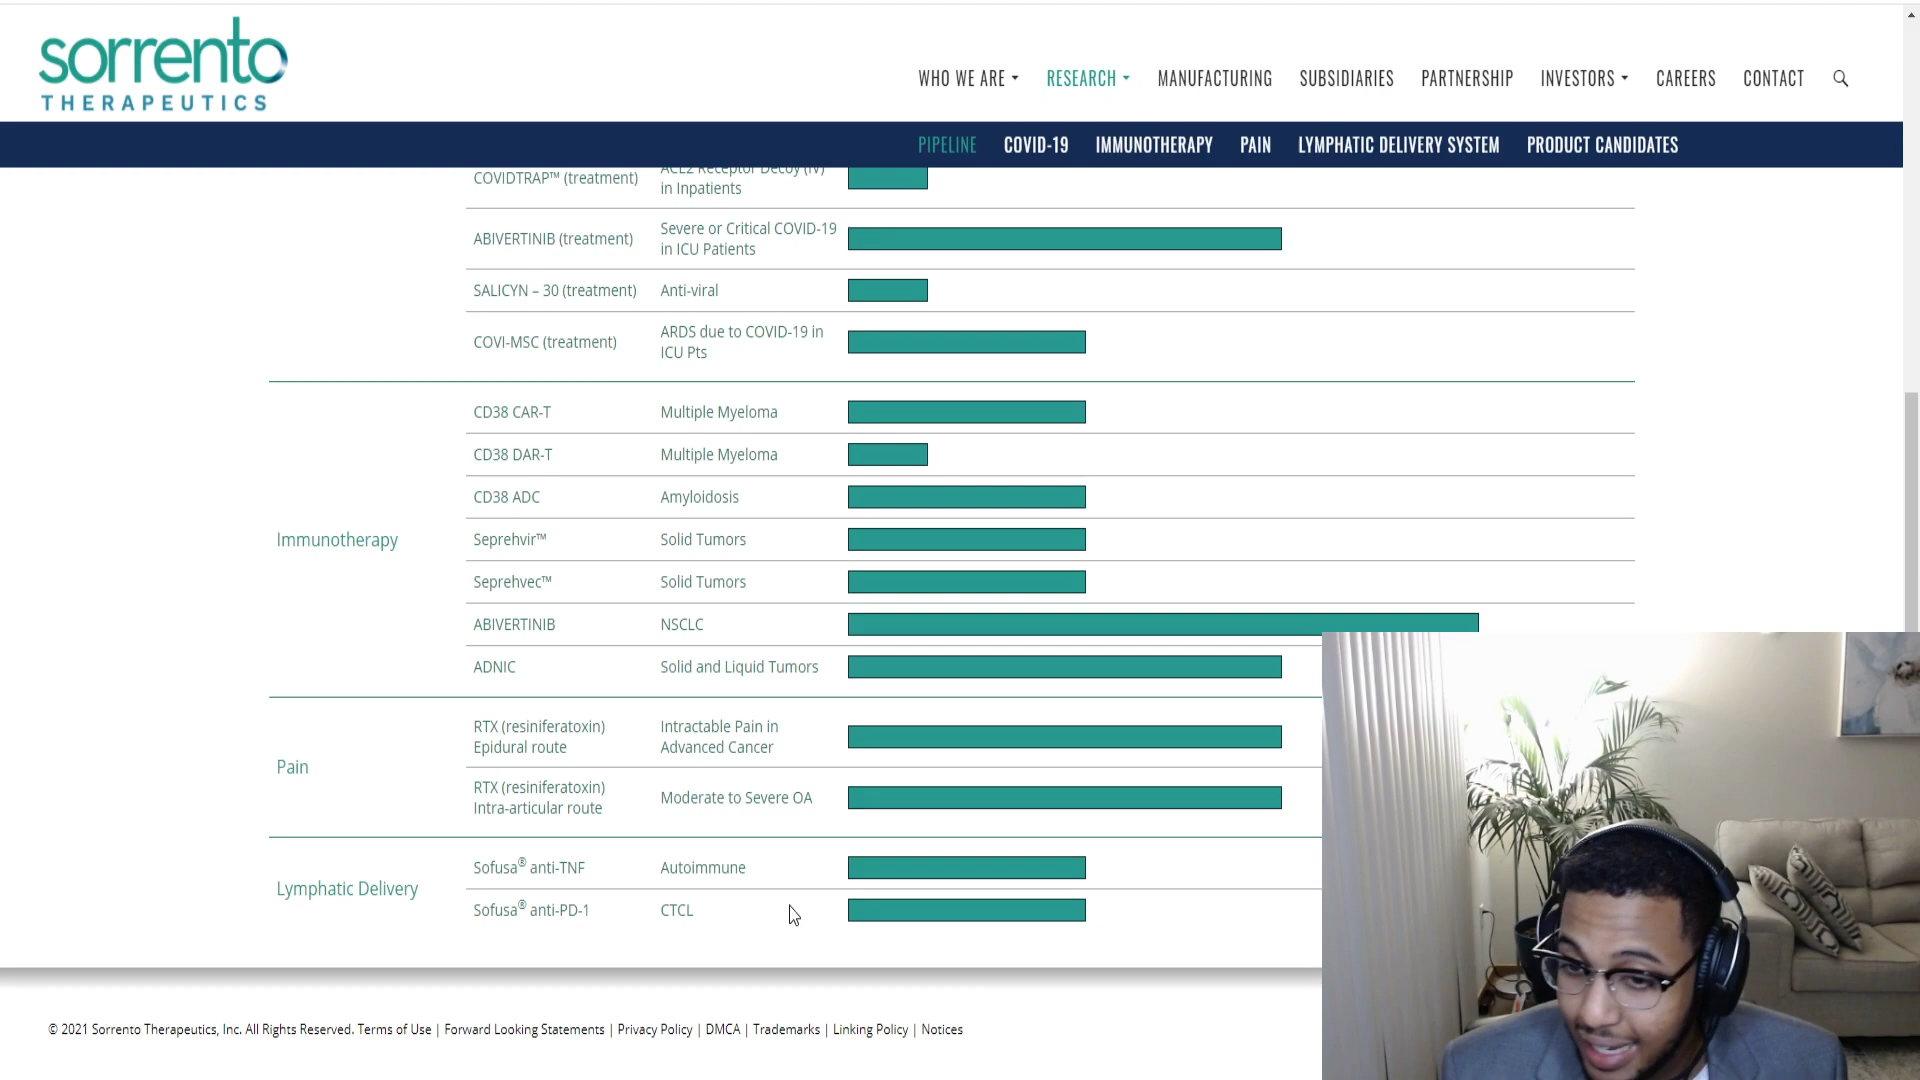 sorrento
THERAPEUTICS
WHO WE ARE RESEARCH MANUFACTURING SUBSIDIARIES PARTNERSHIP INVESTORS CAREERS CONTACT
PIPELINE COVID-19 IMMUNOTHERAPY PAIN LYMPHATIC DELIVERY SYSTEM PRODUCT CANDIDATES
COVIDTRAP™ (treatment) ACE2 Receptor Decoy (IV)
in Inpatients
ABIVERTINIB (treatment) Severe or Critical COVID-19
in ICU Patients
SALICYN – 30 (treatment) Anti-viral
COVI-MSC (treatment) ARDS due to COVID-19 in
ICU Pts
Immunotherapy
CD38 CAR-T Multiple Myeloma
CD38 DAR-T Multiple Myeloma
CD38 ADC Amyloidosis
Seprehvir™ Solid Tumors
Seprehvec™ Solid Tumors
ABIVERTINIB NSCLC
ADNIC Solid and Liquid Tumors
Pain
RTX (resiniferatoxin) Intractable Pain in
Epidural route Advanced Cancer
RTX (resiniferatoxin)
Intra-articular route Moderate to Severe OA
Lymphatic Delivery
Sofusa® anti-TNF Autoimmune
Sofusa® anti-PD-1 CTCL
© 2021 Sorrento Therapeutics, Inc. All Rights Reserved. Terms of Use | Forward Looking Statements | Privacy Policy | DMCA | Trademarks | Linking Policy | Notices